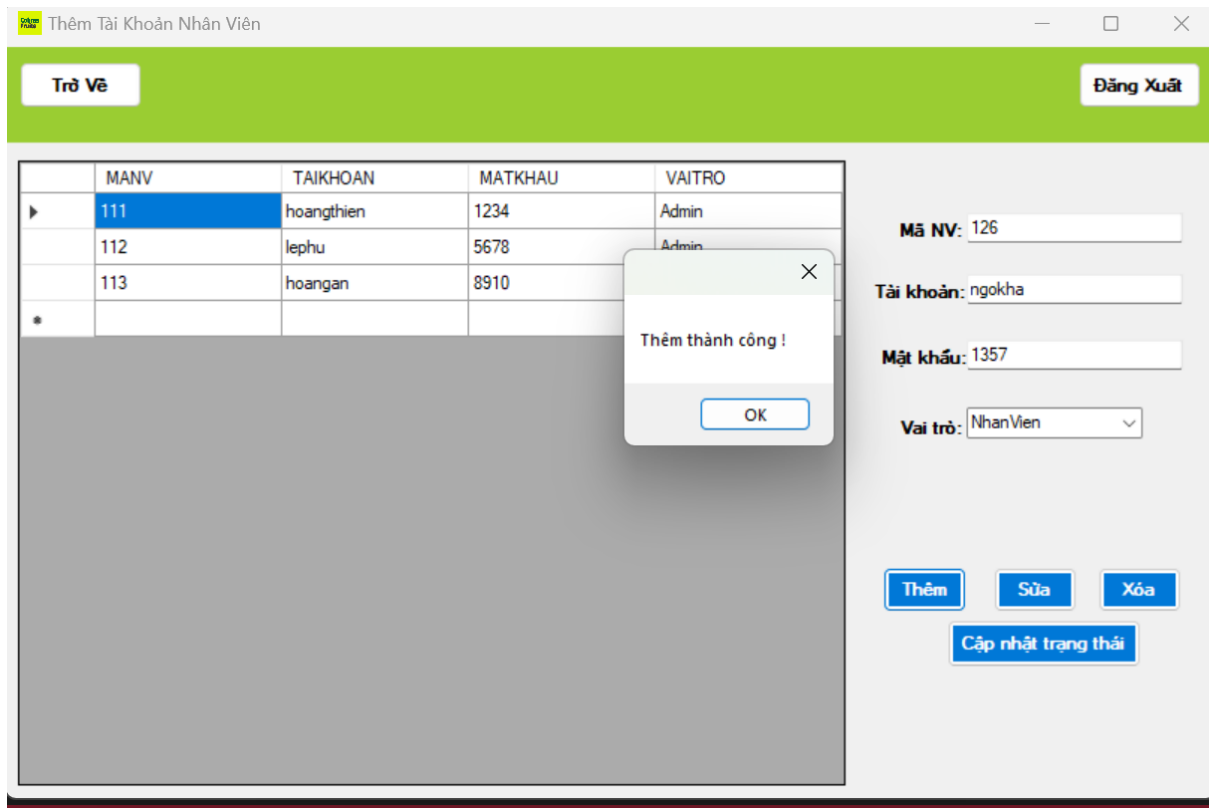 Thêm Tài Khoản Nhân Viên
Trở Về
Đăng Xuất
MANV TAIKHOAN MATKHAU VAITRO
111 hoangthien 1234 Admin
112 lephu 5678 Admin
113 hoangan 8910
Thêm thành công !
OK
Mã NV: 126
Tài khoản: ngokha
Mật khẩu: 1357
Vai trò: NhanVien
Thêm Sửa Xóa
Cập nhật trạng thái